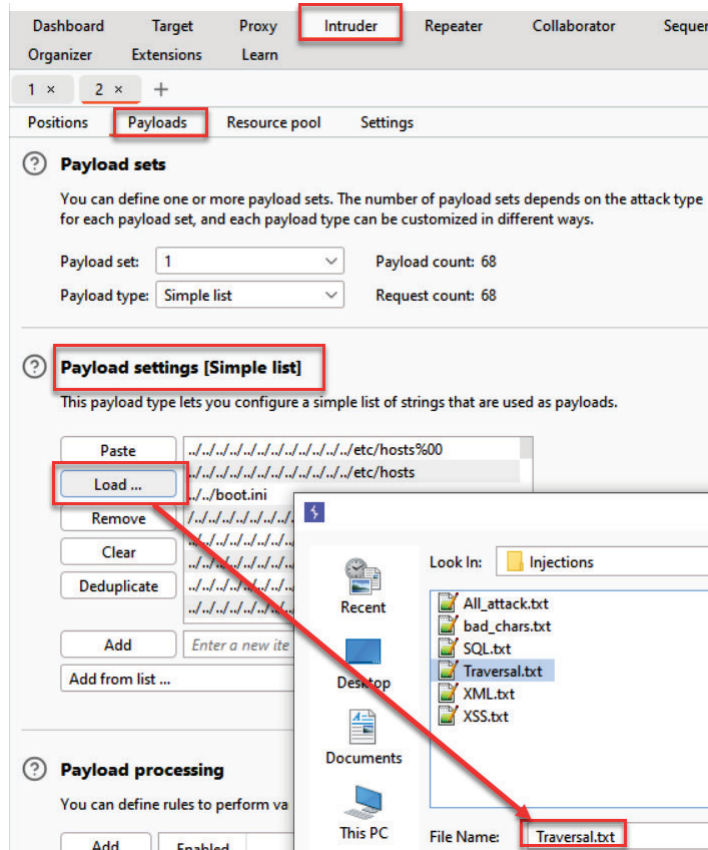 Dashboard Target Proxy Intruder Repeater Collaborator Sequer
Organizer Extensions Learn
1 × 2 × +
Positions Payloads Resource pool Settings
? Payload sets
You can define one or more payload sets. The number of payload sets depends on the attack type
for each payload set, and each payload type can be customized in different ways.
Payload set: 1 Payload count: 68
Payload type: Simple list Request count: 68
? Payload settings [Simple list]
This payload type lets you configure a simple list of strings that are used as payloads.
Paste
../../../../../../../../../../../../etc/hosts%00
Load ...
../../../../../../../../../../../../etc/hosts
../../boot.ini
Remove
Clear
Deduplicate
Add Enter a new ite
Add from list ...
Look In: Injections
Recent
Desktop
Documents
This PC
All_attack.txt
bad_chars.txt
SQL.txt
Traversal.txt
XML.txt
XSS.txt
File Name: Traversal.txt
? Payload processing
You can define rules to perform va
Add Enabled